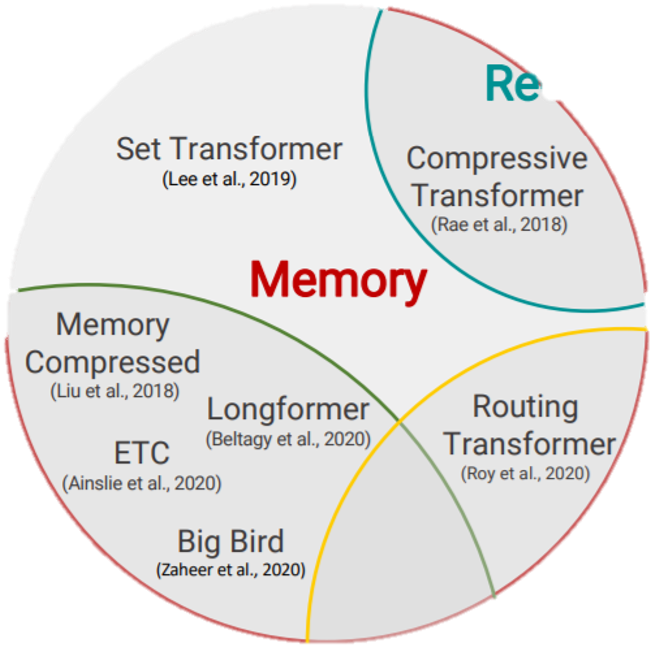 Re
Set Transformer
(Lee et al., 2019)
Compressive
Transformer
(Rae et al., 2018)
Memory
Memory
Compressed
(Liu et al., 2018)
Longformer
(Beltagy et al., 2020)
ETC
(Ainslie et al., 2020)
Big Bird
(Zaheer et al., 2020)
Routing
Transformer
(Roy et al., 2020)